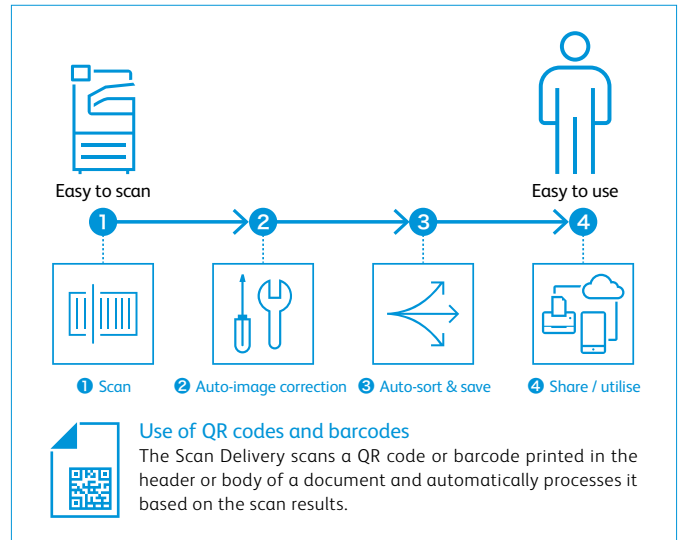 Easy to scan
Easy to use
1
2
3
4
❶ Scan
❷ Auto-image correction
❸ Auto-sort & save
❹ Share / utilise
Use of QR codes and barcodes
The Scan Delivery scans a QR code or barcode printed in the
header or body of a document and automatically processes it
based on the scan results.